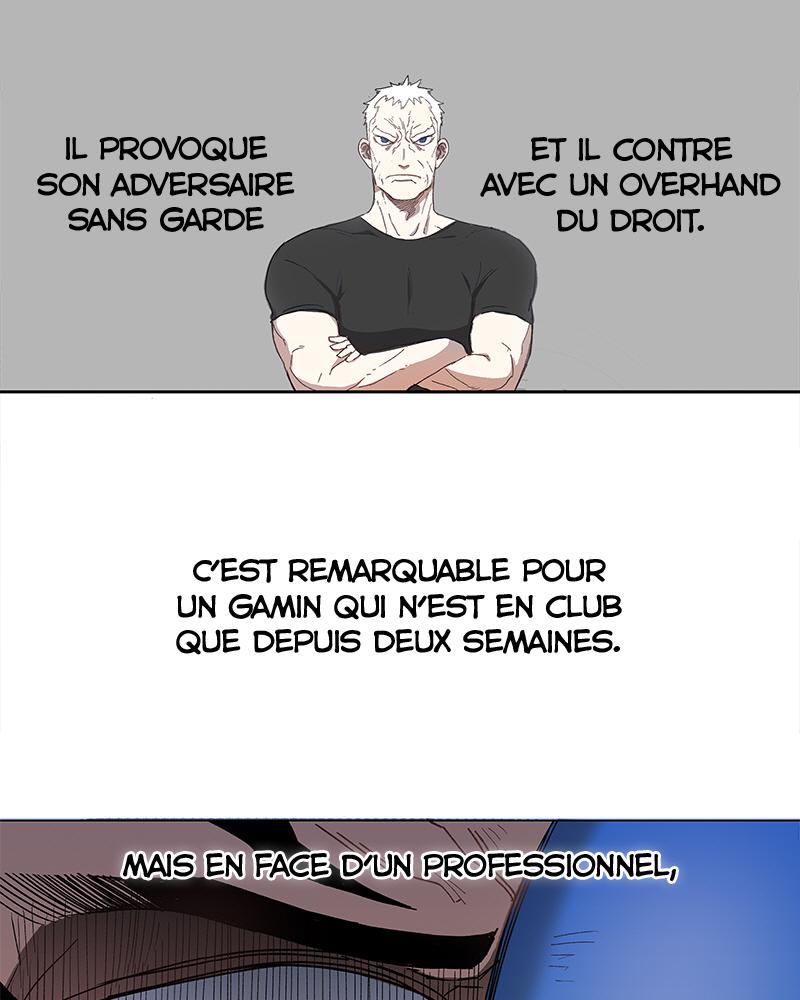 IL PROVOQUE
SON ADVERSAIRE
SANS GARDE
ET IL CONTRE
AVEC UN OVERHAND
DU DROIT.
C'EST REMARQUABLE POUR
UN GAMIN QUI N'EST EN CLUB
QUE DEPUIS DEUX SEMAINES.
MAIS EN FACE D'UN PROFESSIONNEL,